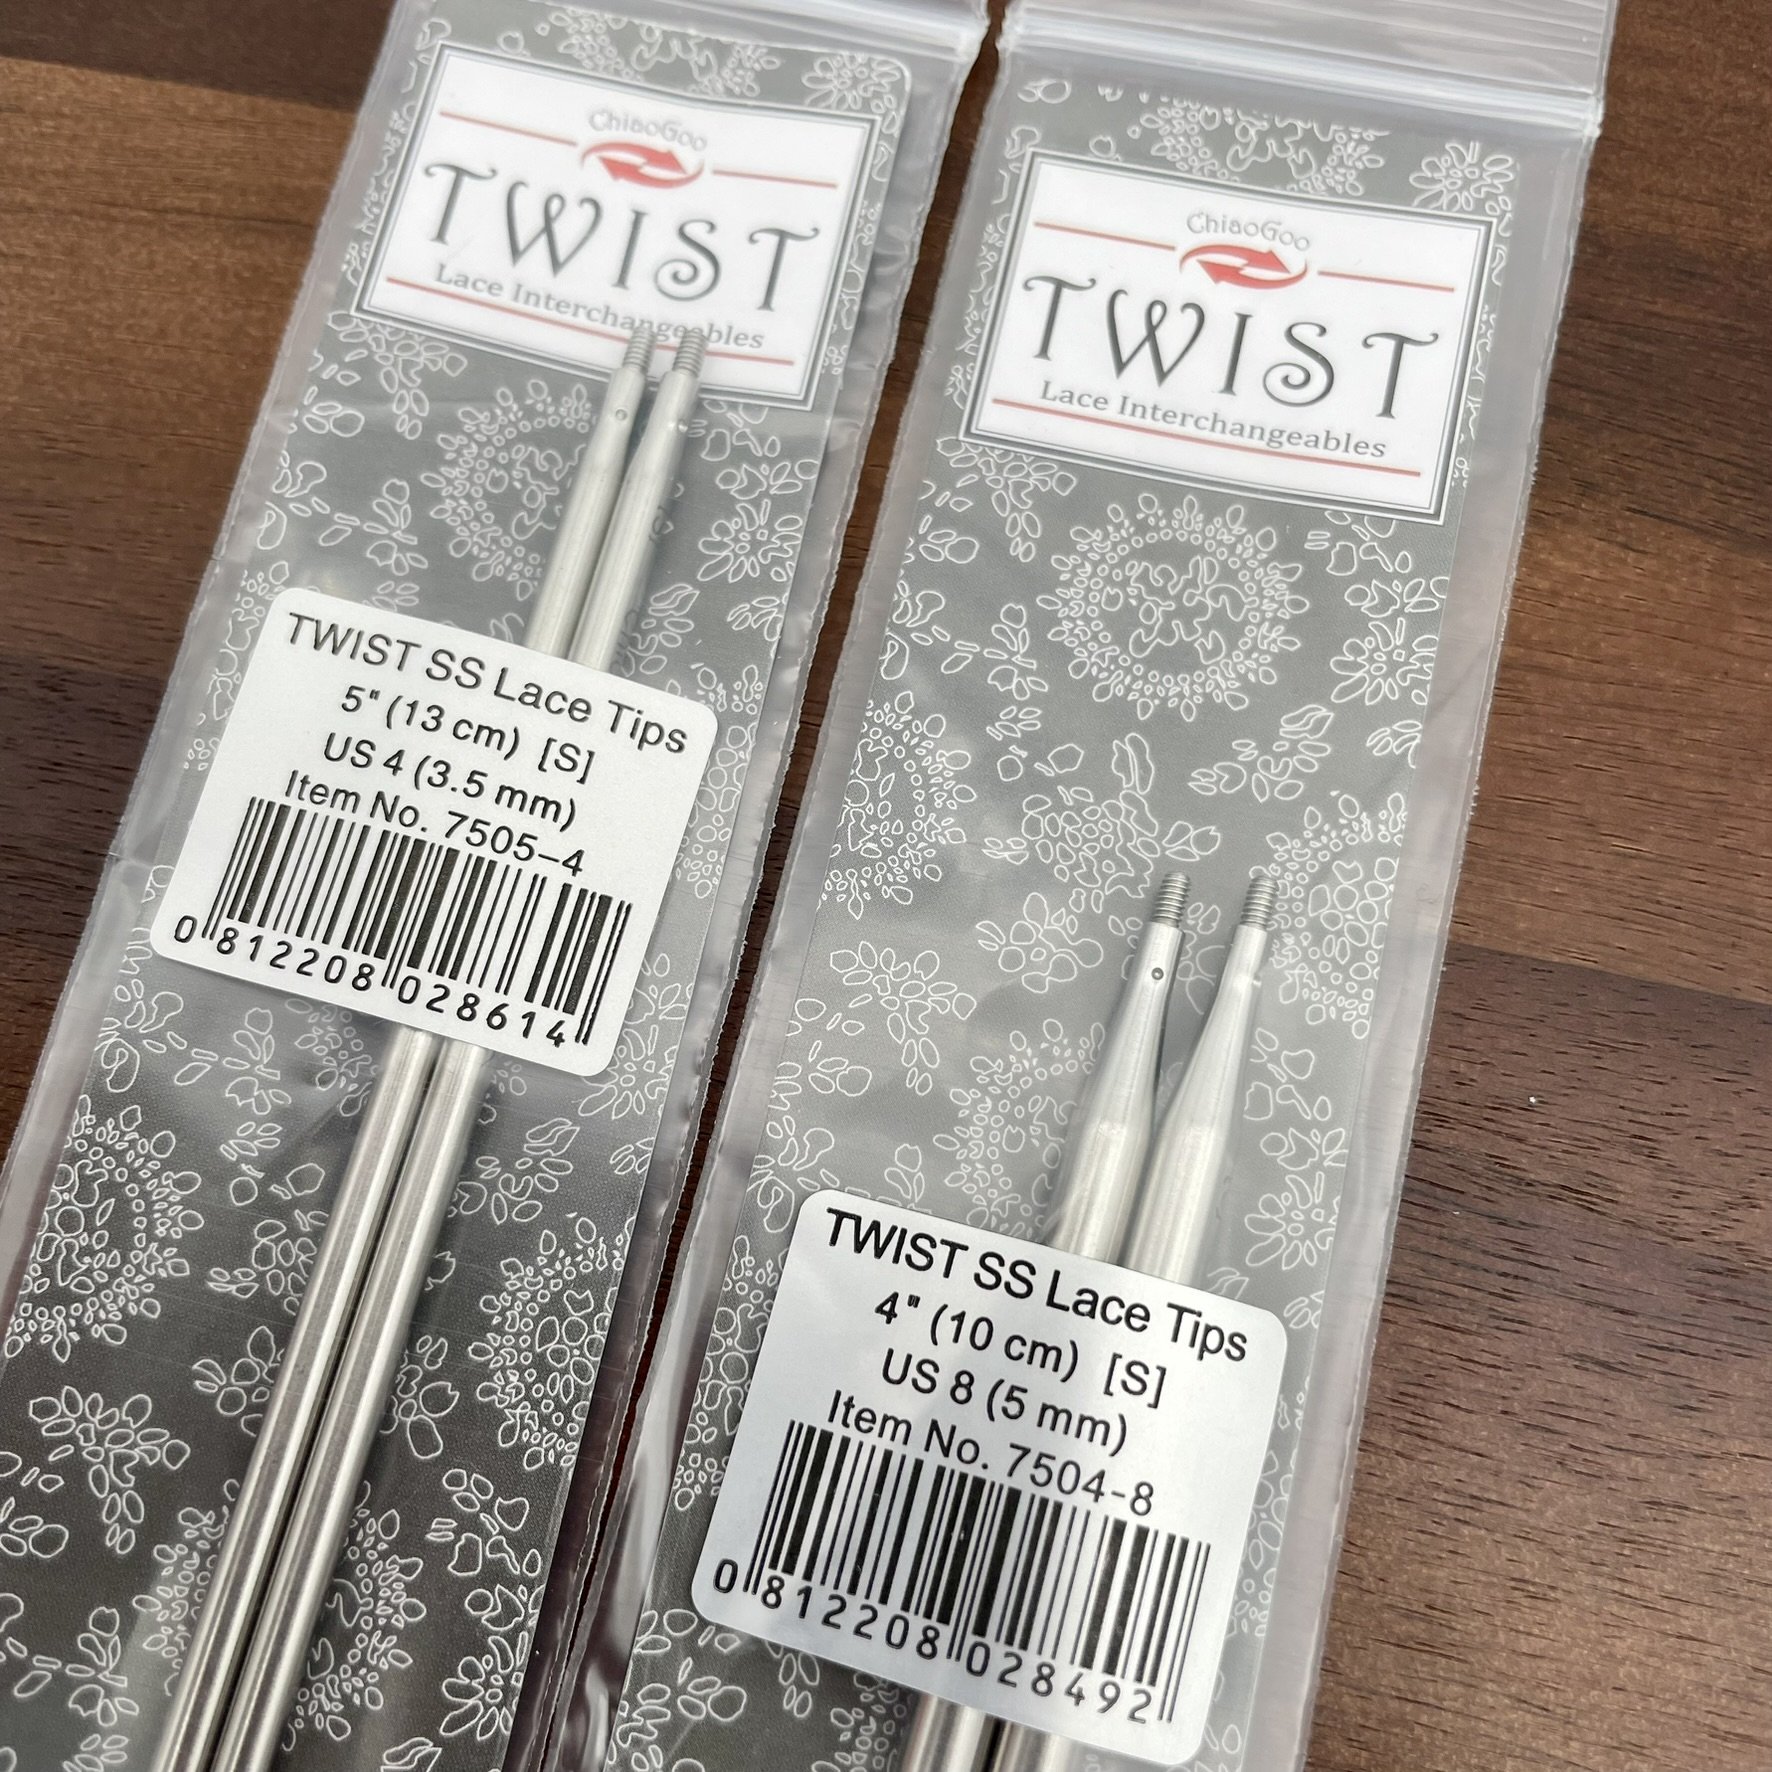 ChiaoGoo
TWIST
Lace Interchangeables
TWIST SS Lace Tips
5" (13 cm) [S]
US 4 (3.5 mm)
Item No. 7505-4
0 812208 028614
ChiaoGoo
TWIST
Lace Interchangeables
TWIST SS Lace Tips
4" (10 cm) [S]
US 8 (5 mm)
Item No. 7504-8
0 812208 028492